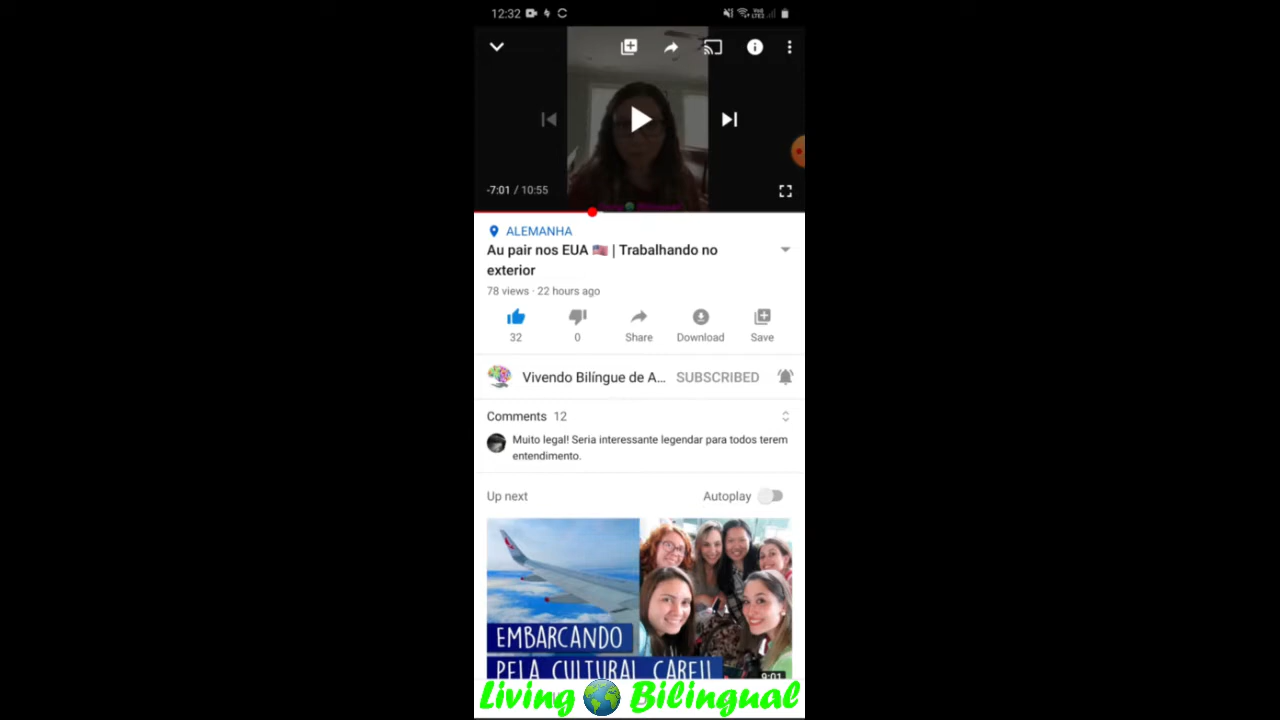 12:32
-7:01 / 10:55
ALEMANHA
Au pair nos EUA 🇺🇸 | Trabalhando no
exterior
78 views · 22 hours ago
32
0
Share
Download
Save
Vivendo Bilíngue de A...
SUBSCRIBED
Comments 12
Muito legal! Seria interessante legendar para todos terem
entendimento.
Up next
Autoplay
EMBARCANDO
PELA CULTURAL CAREII
9:01
Living Bilingual